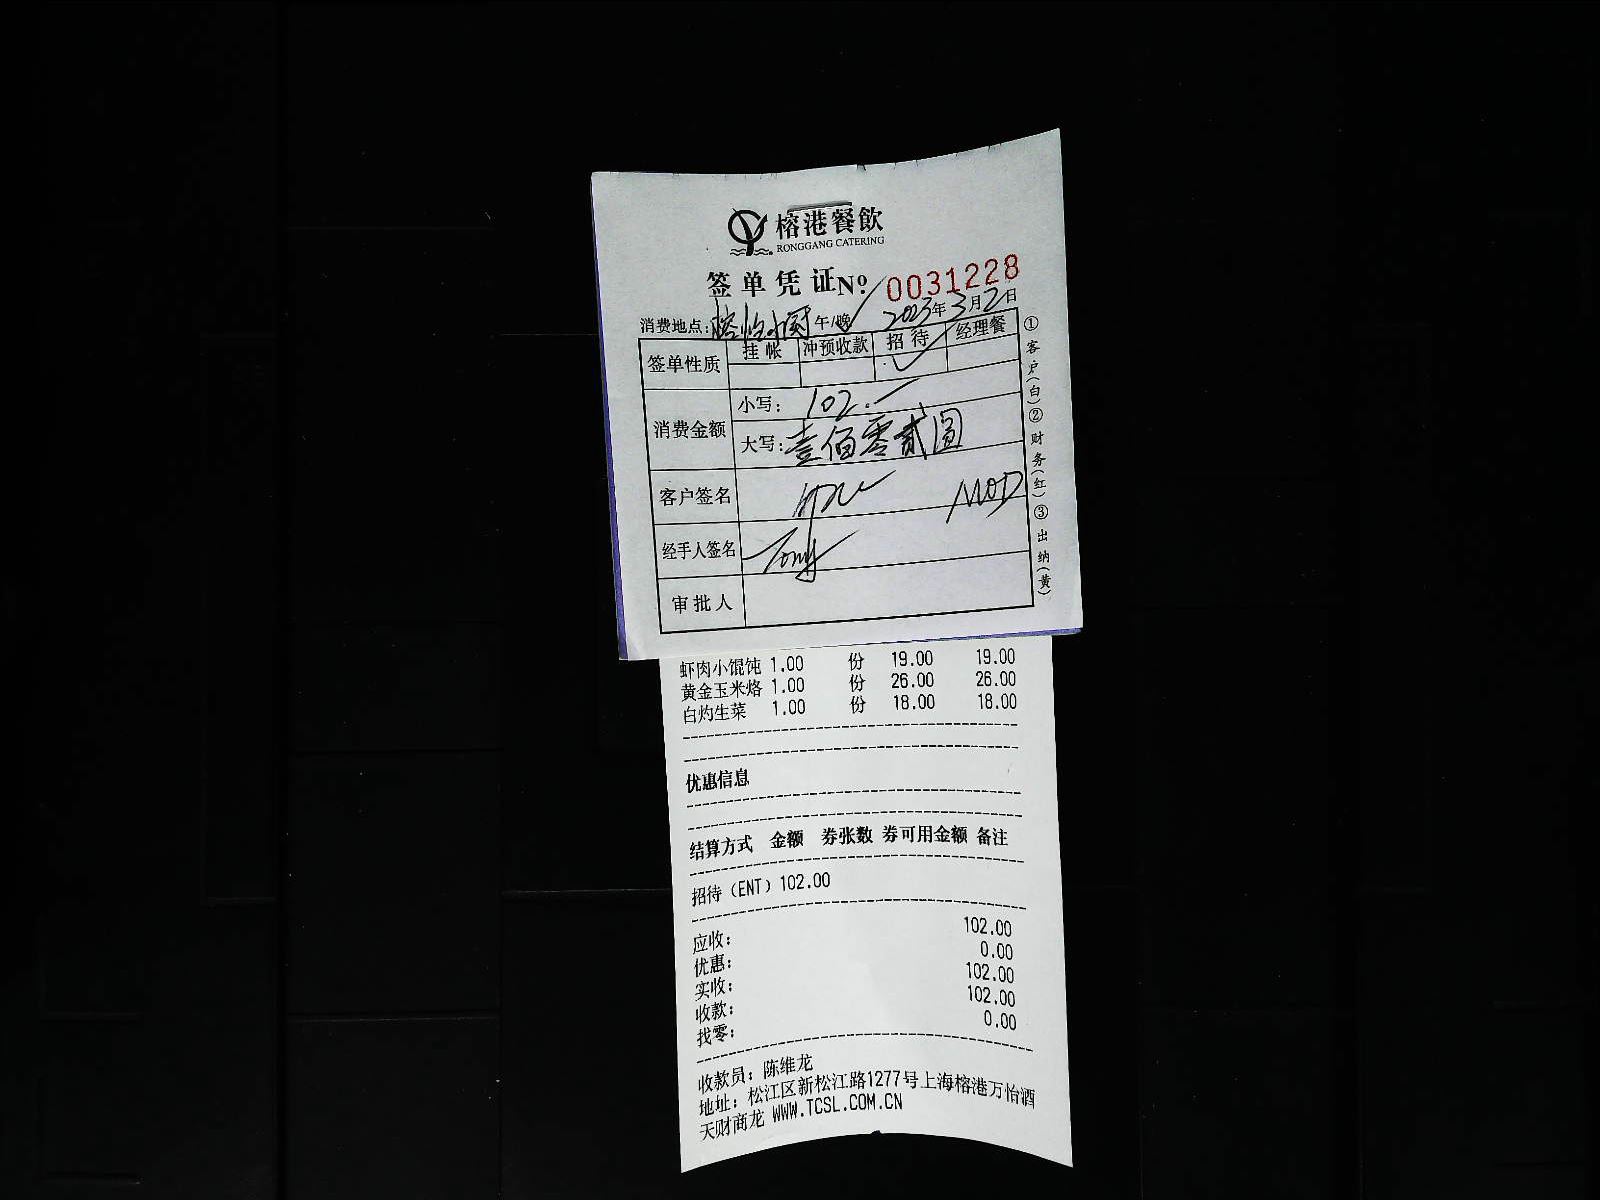 榕港餐飲
RONGGANG CATERING
签单凭证 No 0031228
消费地点: 榕怡小厨 午/晚 2023年3月2日
签单性质 挂帐 冲预收款 招待 经理餐
消费金额 小写: 102.—
大写: 壹佰零贰圆
客户签名 MOD
经手人签名 Tony
审批人
①客户(白)②财务(红)③出纳(黄)
虾肉小馄饨 1.00 份 19.00 19.00
黄金玉米烙 1.00 份 26.00 26.00
白灼生菜 1.00 份 18.00 18.00
优惠信息
结算方式 金额 券张数 券可用金额 备注
招待(ENT) 102.00
应收: 102.00
优惠: 0.00
实收: 102.00
收款: 102.00
找零: 0.00
收款员: 陈维龙
地址: 松江区新松江路1277号上海榕港万怡酒
天财商龙 WWW.TCSL.COM.CN